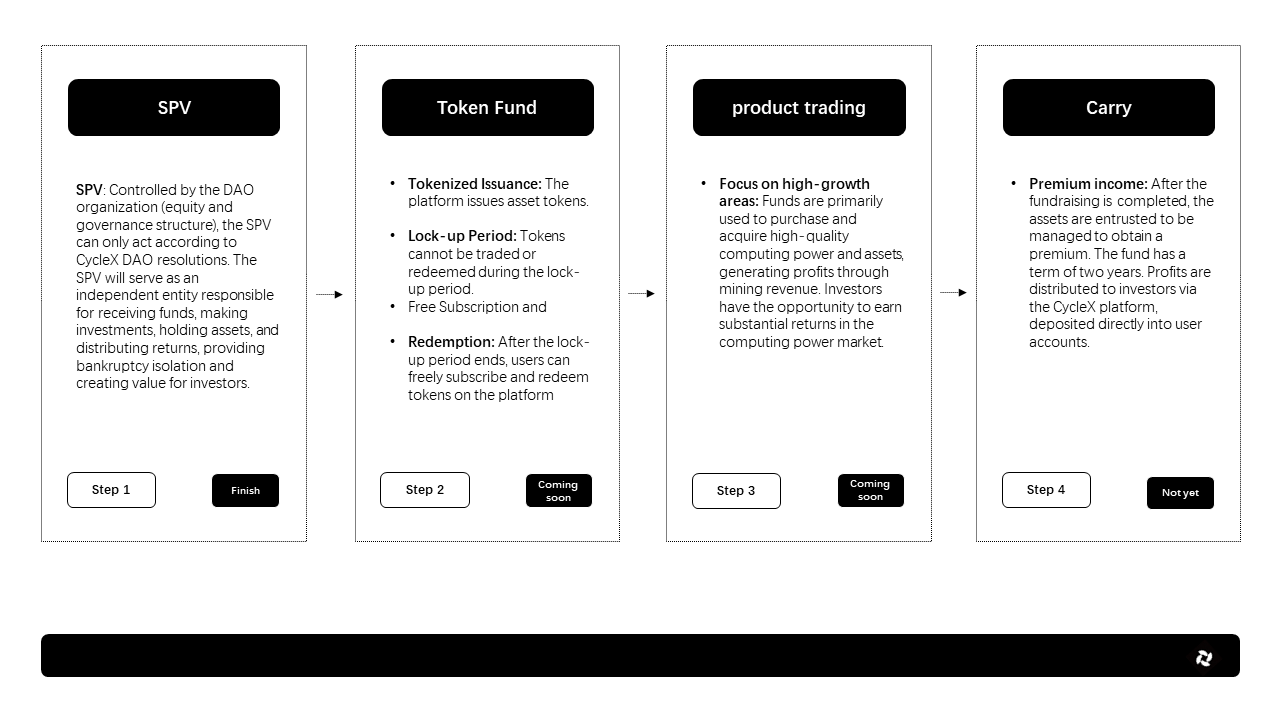 SPV
SPV: Controlled by the DAO
organization (equity and
governance structure), the SPV
can only act according to
CycleX DAO resolutions. The
SPV will serve as an
independent entity responsible
for receiving funds, making
investments, holding assets, and
distributing returns, providing
bankruptcy isolation and
creating value for investors.
Step 1
Finish
Token Fund
• Tokenized Issuance: The
platform issues asset tokens.
• Lock-up Period: Tokens
cannot be traded or
redeemed during the lock-
up period.
• Free Subscription and
• Redemption: After the lock-
up period ends, users can
freely subscribe and redeem
tokens on the platform
Step 2
Coming
soon
product trading
• Focus on high-growth
areas: Funds are primarily
used to purchase and
acquire high-quality
computing power and assets,
generating profits through
mining revenue. Investors
have the opportunity to earn
substantial returns in the
computing power market.
Step 3
Coming
soon
Carry
• Premium income: After the
fundraising is completed, the
assets are entrusted to be
managed to obtain a
premium. The fund has a
term of two years. Profits are
distributed to investors via
the CycleX platform,
deposited directly into user
accounts.
Step 4
Not yet